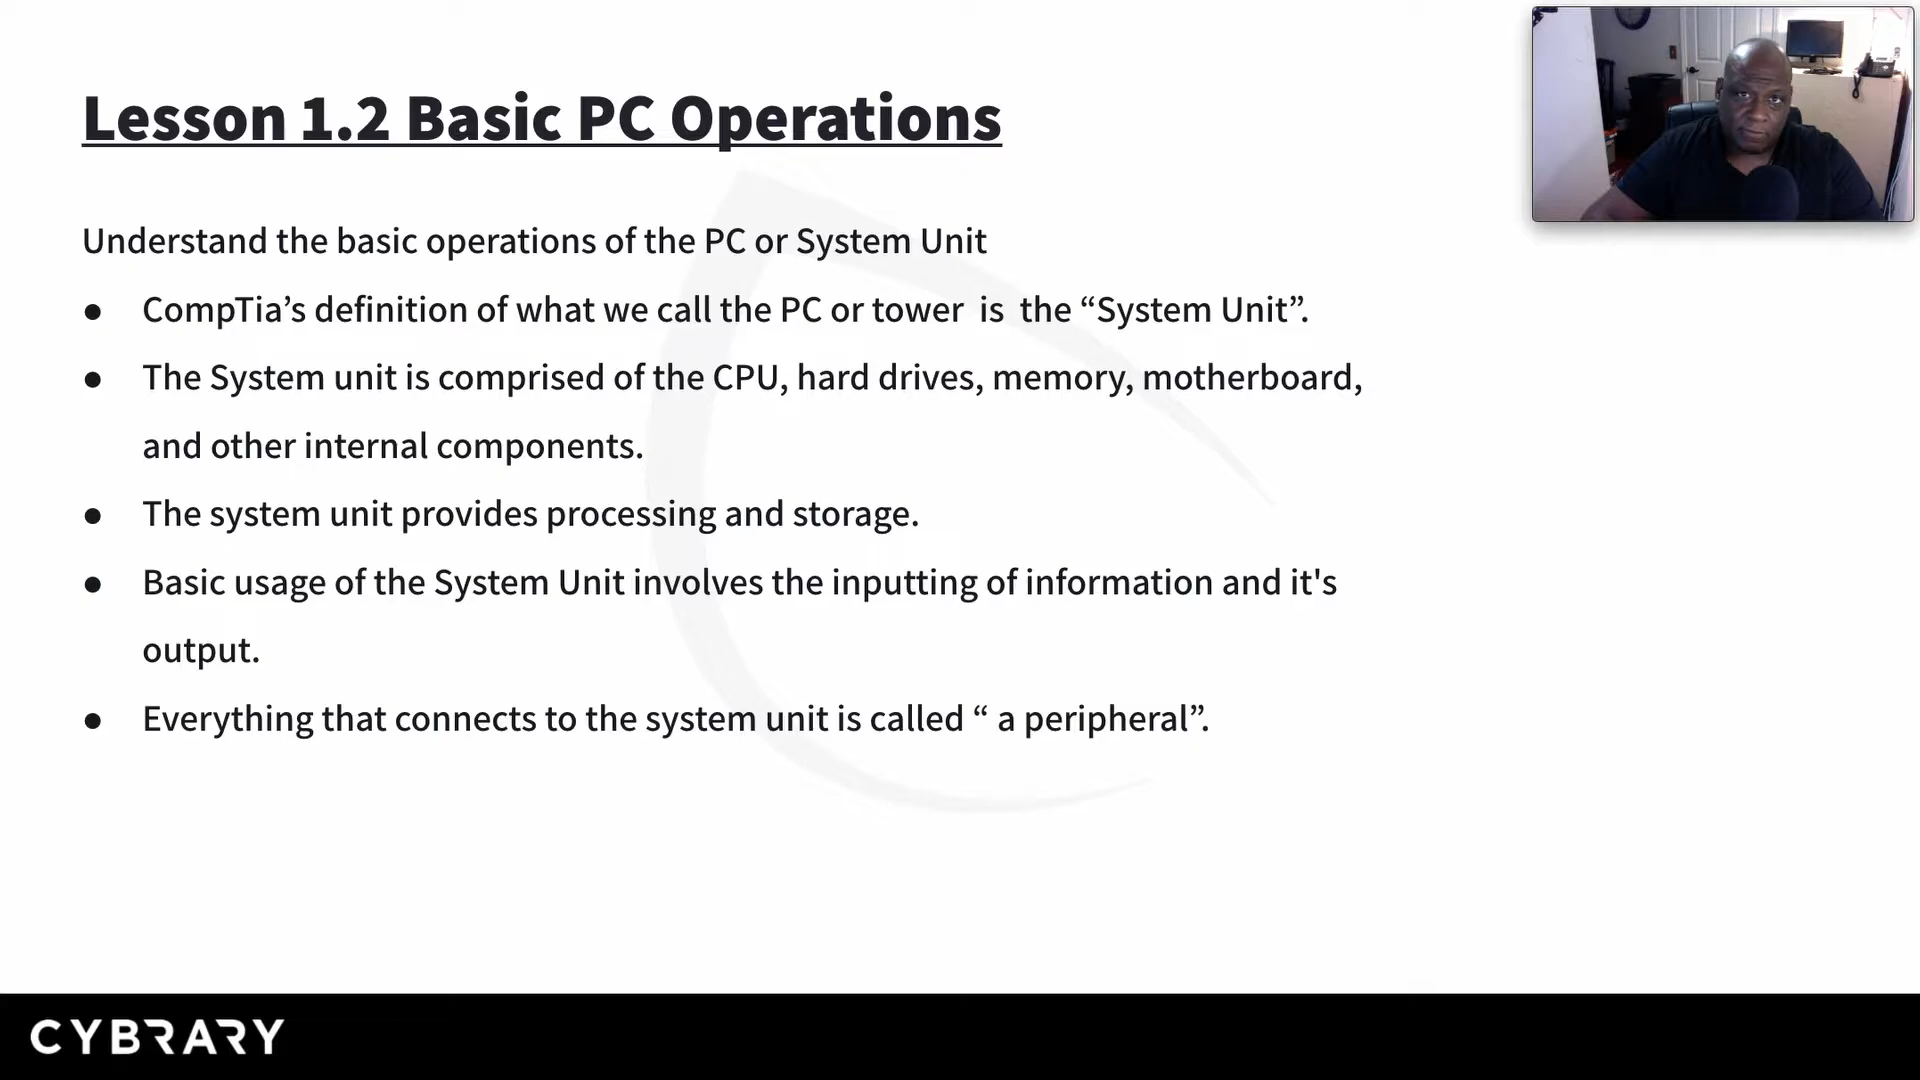 Lesson 1.2 Basic PC Operations
Understand the basic operations of the PC or System Unit
● CompTia’s definition of what we call the PC or tower  is  the “System Unit”.
● The System unit is comprised of the CPU, hard drives, memory, motherboard,
and other internal components.
● The system unit provides processing and storage.
● Basic usage of the System Unit involves the inputting of information and it's
output.
● Everything that connects to the system unit is called “ a peripheral”.
CYBRARY